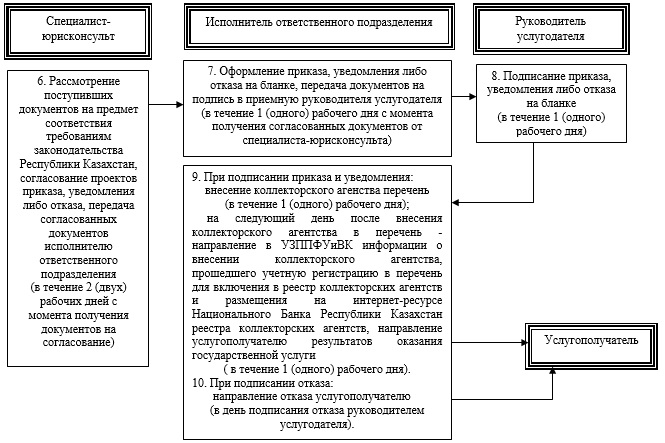 Специалист-
юрисконсульт
Исполнитель ответственного подразделения
Руководитель
услугодателя
6. Рассмотрение
поступивших
документов на предмет
соответствия
требованиям
законодательства
Республики Казахстан,
согласование проектов
приказа, уведомления
либо отказа, передача
согласованных
документов
исполнителю
ответственного
подразделения
(в течение 2 (двух)
рабочих дней с
момента получения
документов на
согласование)
7. Оформление приказа, уведомления либо
отказа на бланке, передача документов на
подпись в приемную руководителя услугодателя
(в течение 1 (одного) рабочего дня с момента
получения согласованных документов от
специалиста-юрисконсульта)
8. Подписание приказа,
уведомления либо отказа
на бланке
(в течение 1 (одного)
рабочего дня)
9. При подписании приказа и уведомления:
внесение коллекторского агенства перечень
(в течение 1 (одного) рабочего дня);
на следующий день после внесения
коллекторского агентства в перечень -
направление в УЗППФУиВК информации о
внесении коллекторского агентства,
прошедшего учетную регистрацию в перечень
для включения в реестр коллекторских агентств
и размещения на интернет-ресурсе
Национального Банка Республики Казахстан
реестра коллекторских агентств, направление
услугополучателю результатов оказания
государственной услуги
( в течение 1 (одного) рабочего дня).
10. При подписании отказа:
направление отказа услугополучателю
(в день подписания отказа руководителем
услугодателя).
Услугополучатель